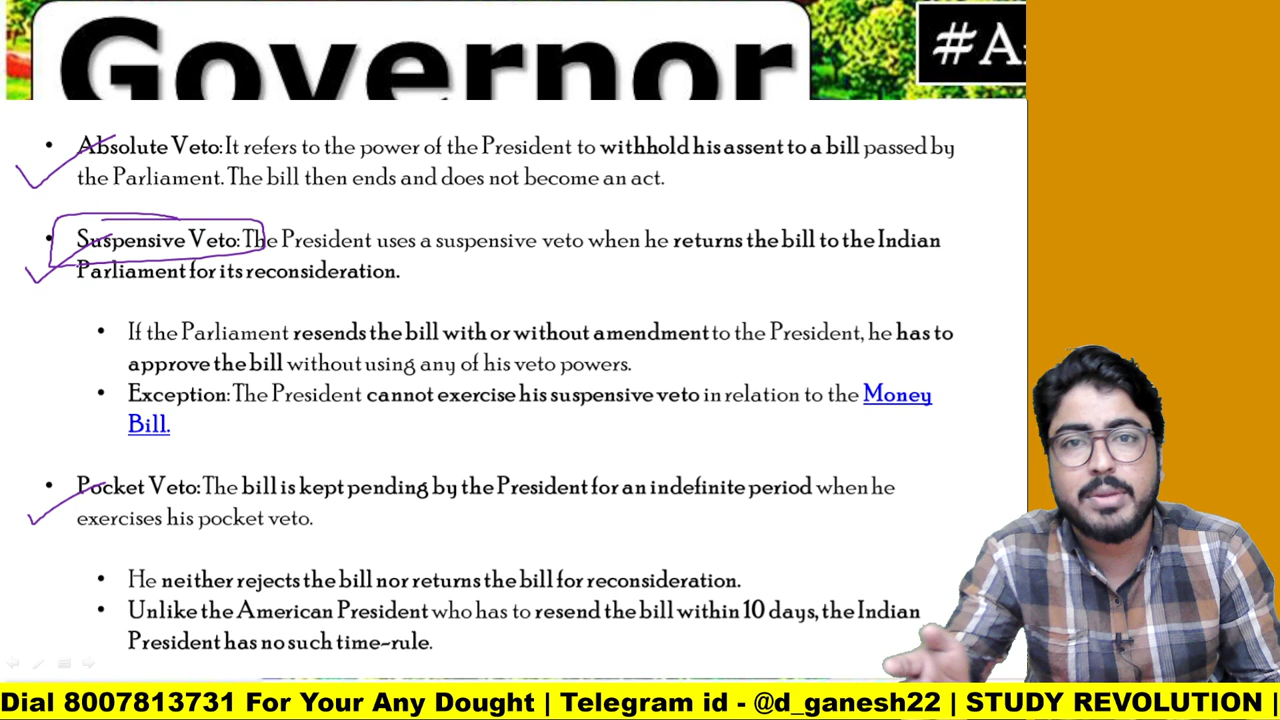 Governor
#A
Absolute Veto: It refers to the power of the President to withhold his assent to a bill passed by
the Parliament. The bill then ends and does not become an act.
Suspensive Veto: The President uses a suspensive veto when he returns the bill to the Indian
Parliament for its reconsideration.
If the Parliament resends the bill with or without amendment to the President, he has to
approve the bill without using any of his veto powers.
Exception: The President cannot exercise his suspensive veto in relation to the Money
Bill.
Pocket Veto: The bill is kept pending by the President for an indefinite period when he
exercises his pocket veto.
He neither rejects the bill nor returns the bill for reconsideration.
Unlike the American President who has to resend the bill within 10 days, the Indian
President has no such time-rule.
Dial 8007813731 For Your Any Dought | Telegram id - @d_ganesh22 | STUDY REVOLUTION |